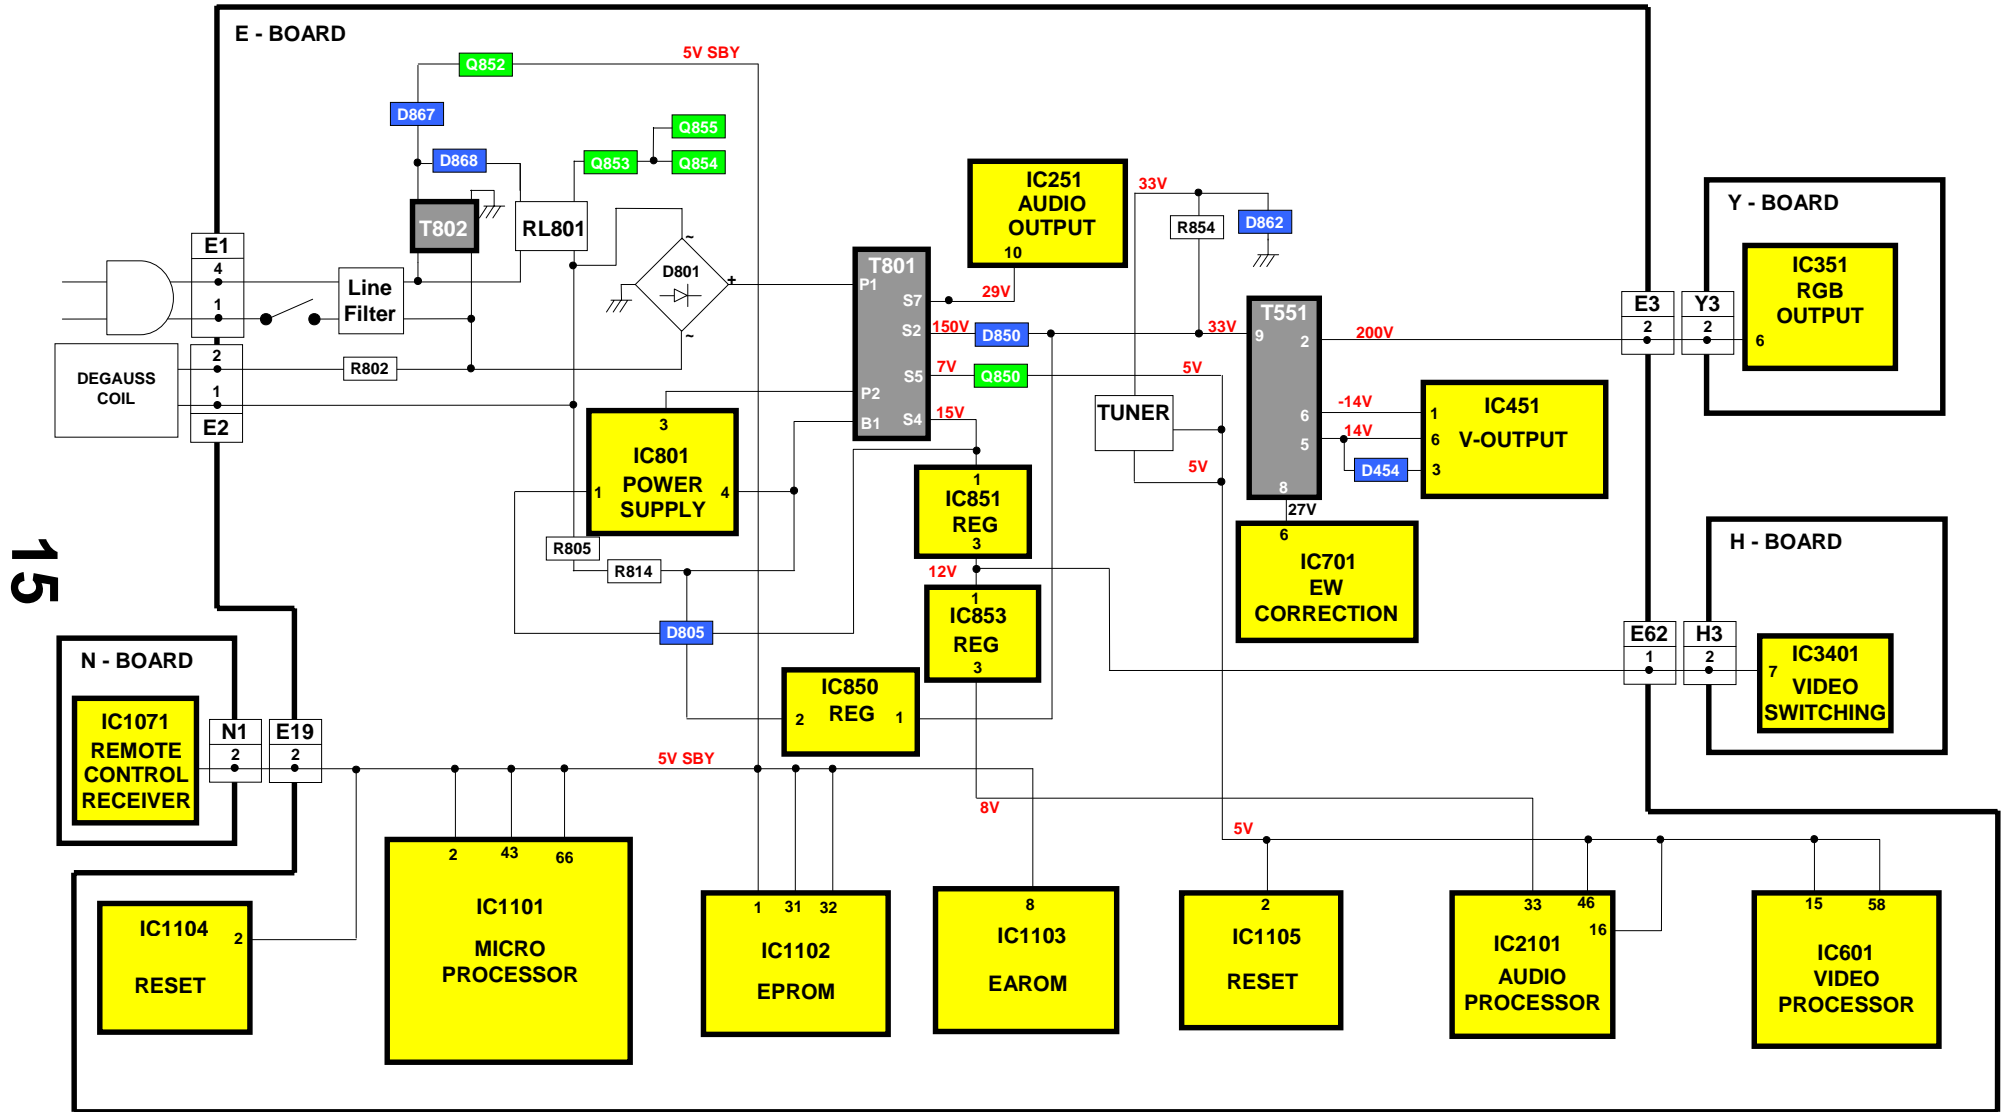 E - BOARD
5V SBY
Q852
D867
Q855
D868
Q853
Q854
T802
RL801
E1
4
1
Line
Filter
D801
~
+
~
2
1
E2
R802
DEGAUSS
COIL
T801
P1
S7
S2
S5
P2
B1
S4
29V
150V
D850
7V
Q850
15V
IC251
AUDIO
OUTPUT
10
33V
R854
D862
33V
5V
TUNER
5V
T551
9
2
6
5
8
200V
-14V
14V
D454
27V
1
6
3
IC451
V-OUTPUT
6
IC701
EW
CORRECTION
E3
2
Y3
2
Y - BOARD
IC351
RGB
OUTPUT
6
3
IC801
POWER
SUPPLY
1
4
R805
R814
D805
1
IC851
REG
3
12V
1
IC853
REG
3
IC850
REG
2
1
H - BOARD
E62
1
H3
2
IC3401
7
VIDEO
SWITCHING
15
N - BOARD
IC1071
REMOTE
CONTROL
RECEIVER
N1
2
E19
2
5V SBY
8V
5V
IC1104
2
RESET
2
43
66
IC1101
MICRO
PROCESSOR
1
31
32
IC1102
EPROM
8
IC1103
EAROM
2
IC1105
RESET
33
46
16
IC2101
AUDIO
PROCESSOR
15
58
IC601
VIDEO
PROCESSOR